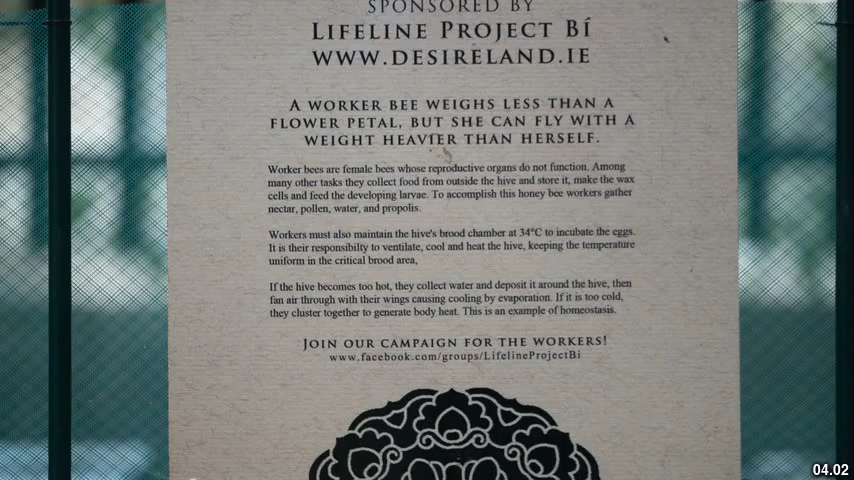 SPONSORED BY
LIFELINE PROJECT BÍ
WWW.DESIRELAND.IE
A WORKER BEE WEIGHS LESS THAN A
FLOWER PETAL, BUT SHE CAN FLY WITH A
WEIGHT HEAVIER THAN HERSELF.
Worker bees are female bees whose reproductive organs do not function. Among
many other tasks they collect food from outside the hive and store it, make the wax
cells and feed the developing larvae. To accomplish this honey bee workers gather
nectar, pollen, water, and propolis.
Workers must also maintain the hive's brood chamber at 34°C to incubate the eggs.
It is their responsibilty to ventilate, cool and heat the hive, keeping the temperature
uniform in the critical brood area,
If the hive becomes too hot, they collect water and deposit it around the hive, then
fan air through with their wings causing cooling by evaporation. If it is too cold,
they cluster together to generate body heat. This is an example of homeostasis.
JOIN OUR CAMPAIGN FOR THE WORKERS!
www.facebook.com/groups/LifelineProjectBi
04.02